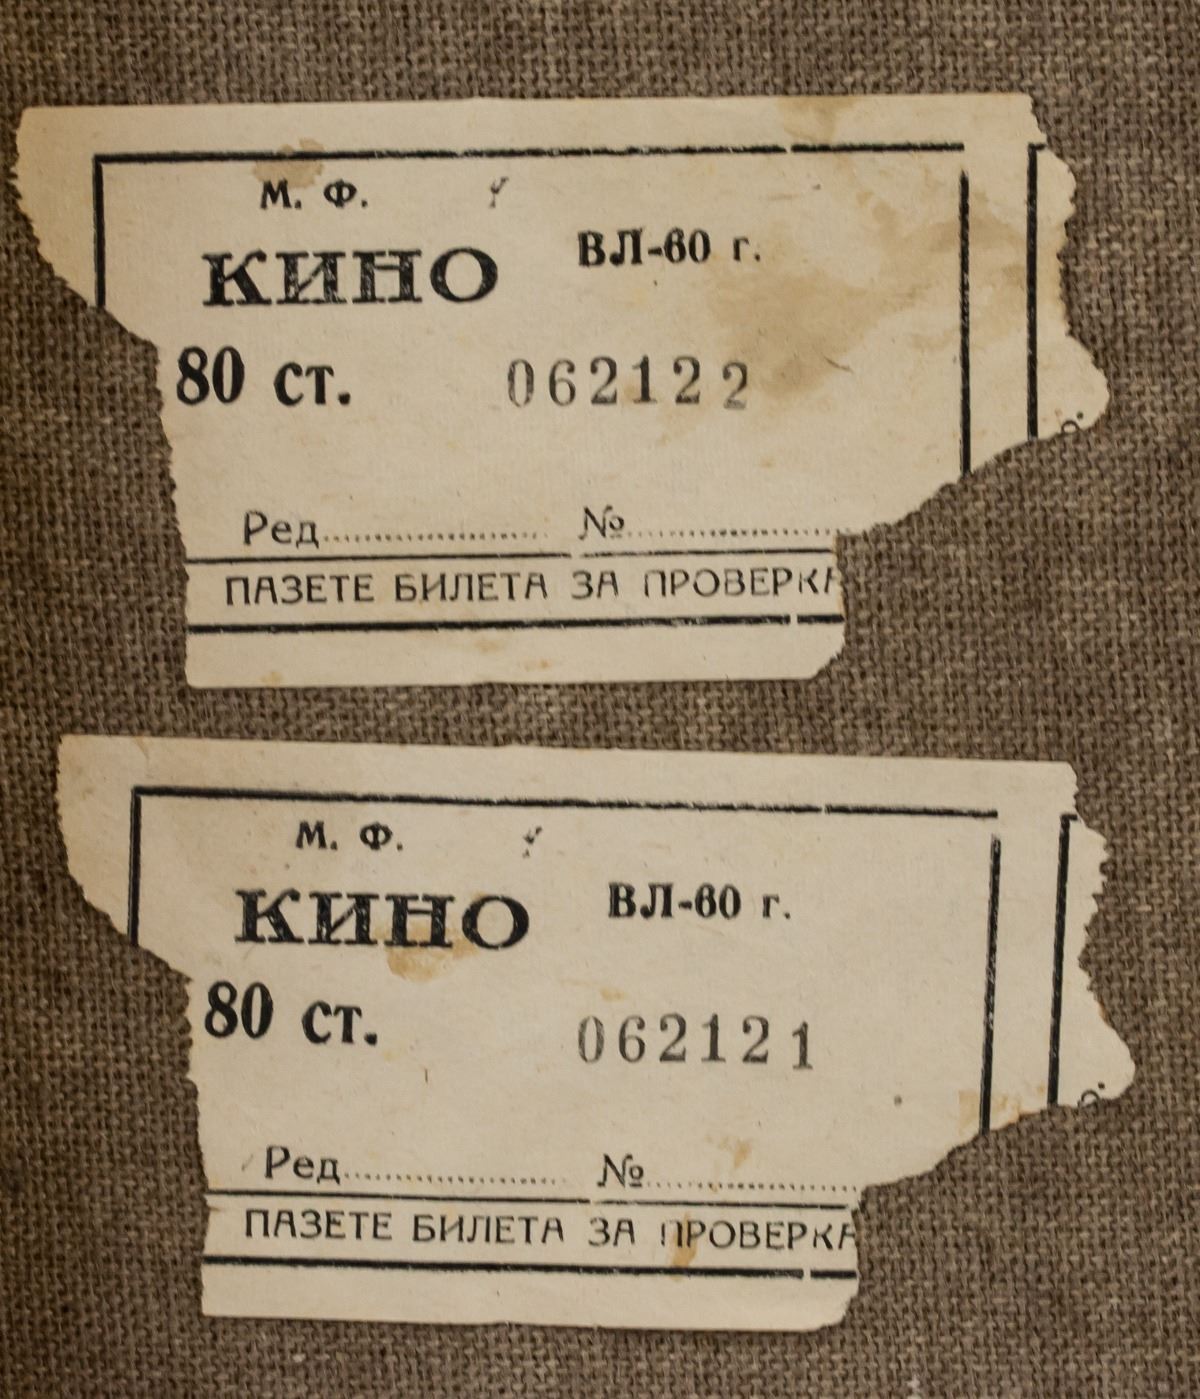 М. Ф.
КИНО ВЛ-60 г.
80 ст. 062122
Ред.................... №....................
ПАЗЕТЕ БИЛЕТА ЗА ПРОВЕРКА
М. Ф.
КИНО ВЛ-60 г.
80 ст. 062121
Ред.................... №....................
ПАЗЕТЕ БИЛЕТА ЗА ПРОВЕРКА